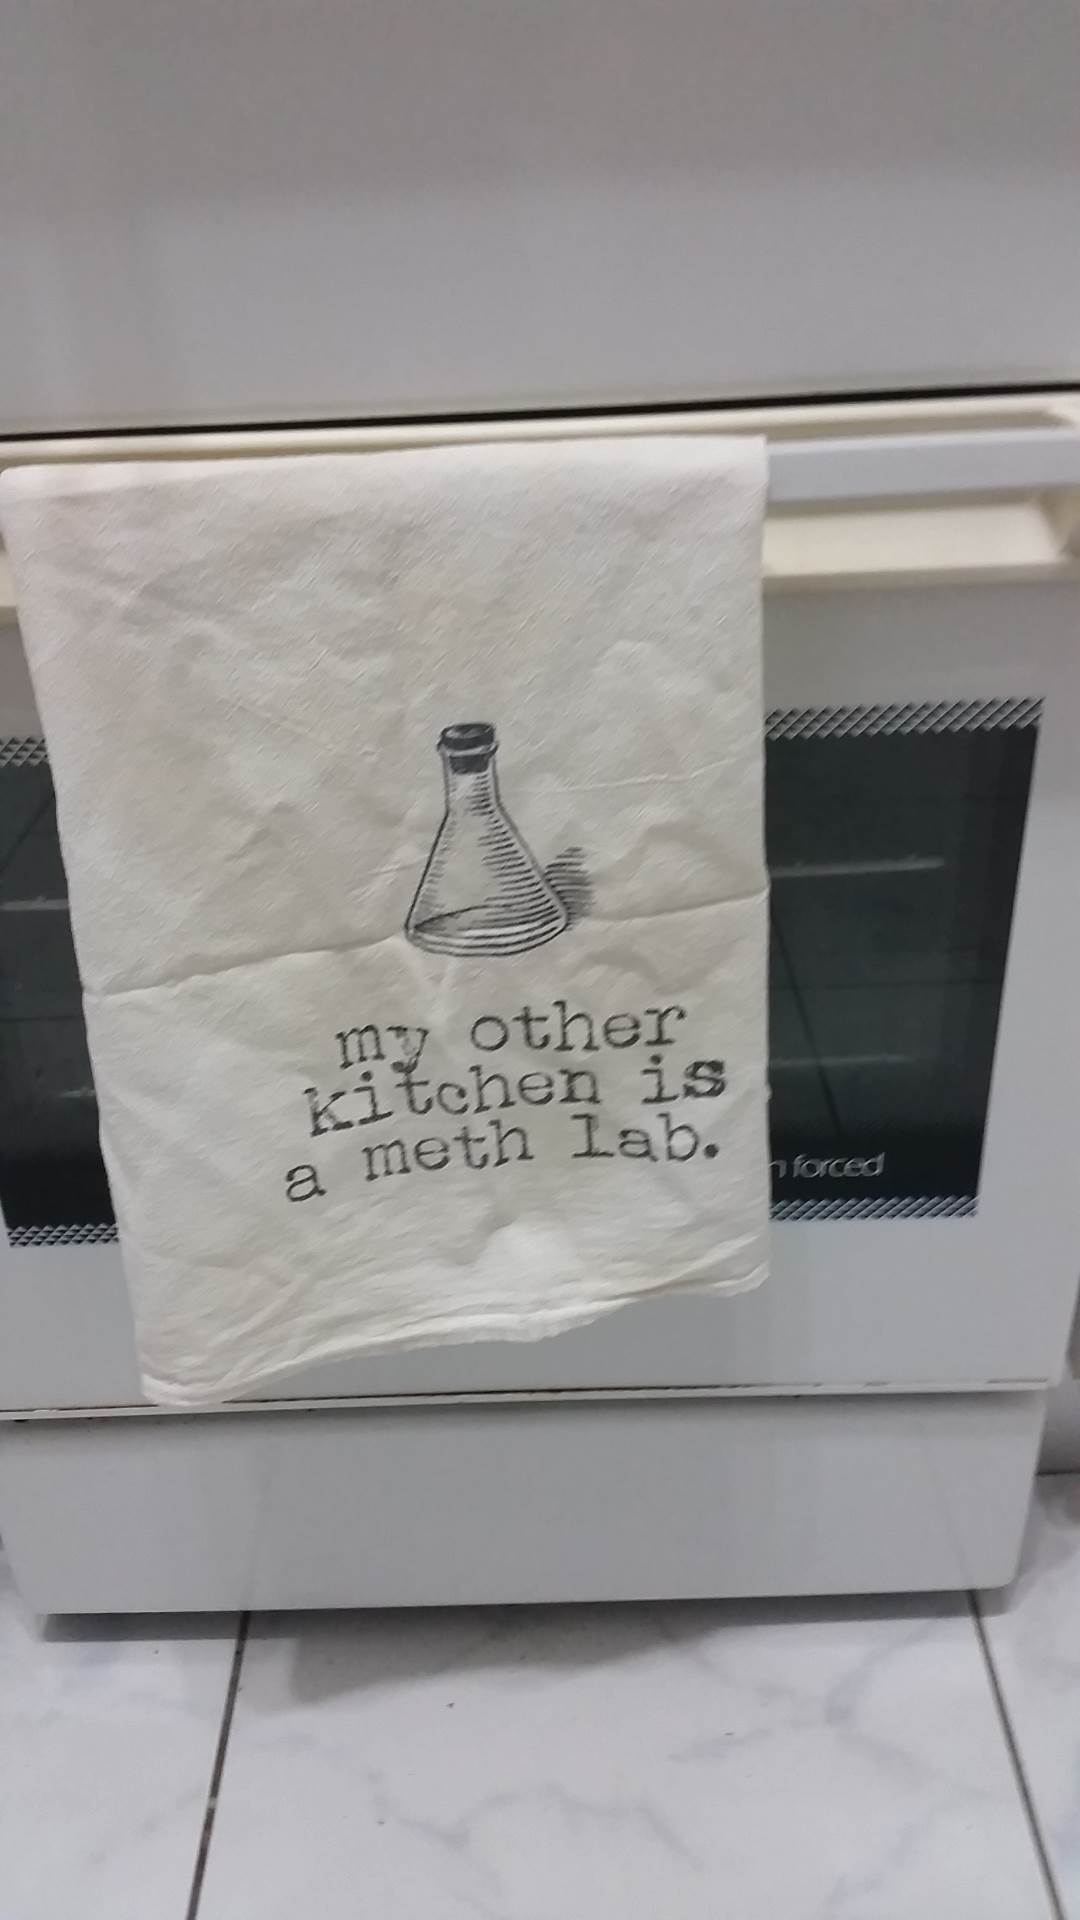 my other
kitchen is
a meth lab.
forced